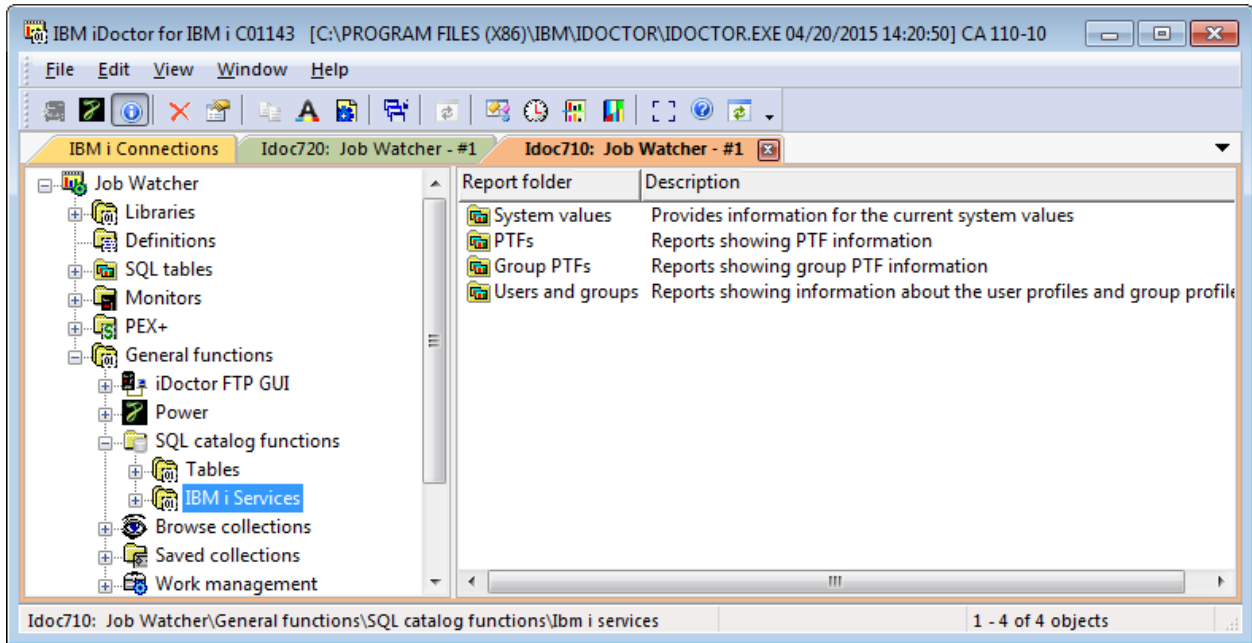 IBM iDoctor for IBM i C01143 [C:\PROGRAM FILES (X86)\IBM\IDOCTOR\IDOCTOR.EXE 04/20/2015 14:20:50] CA 110-10
File Edit View Window Help
IBM i Connections Idoc720: Job Watcher - #1 Idoc710: Job Watcher - #1
Job Watcher
Libraries
Definitions
SQL tables
Monitors
PEX+
General functions
iDoctor FTP GUI
Power
SQL catalog functions
Tables
IBM i Services
Browse collections
Saved collections
Work management
Report folder Description
System values Provides information for the current system values
PTFs Reports showing PTF information
Group PTFs Reports showing group PTF information
Users and groups Reports showing information about the user profiles and group profile
Idoc710: Job Watcher\General functions\SQL catalog functions\Ibm i services 1 - 4 of 4 objects